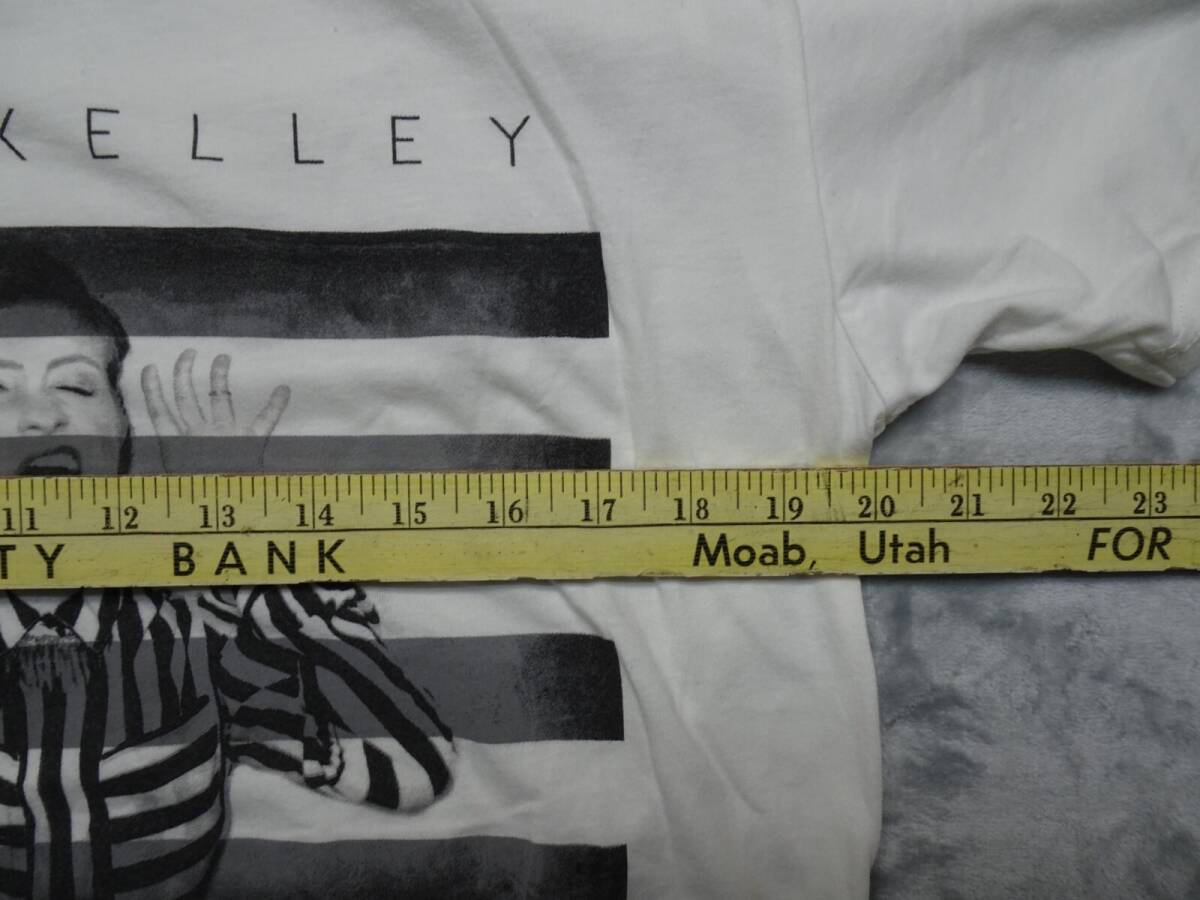 KELLEY
11 12 13 14 15 16 17 18 19 20 21 22 23
TY BANK Moab, Utah FOR